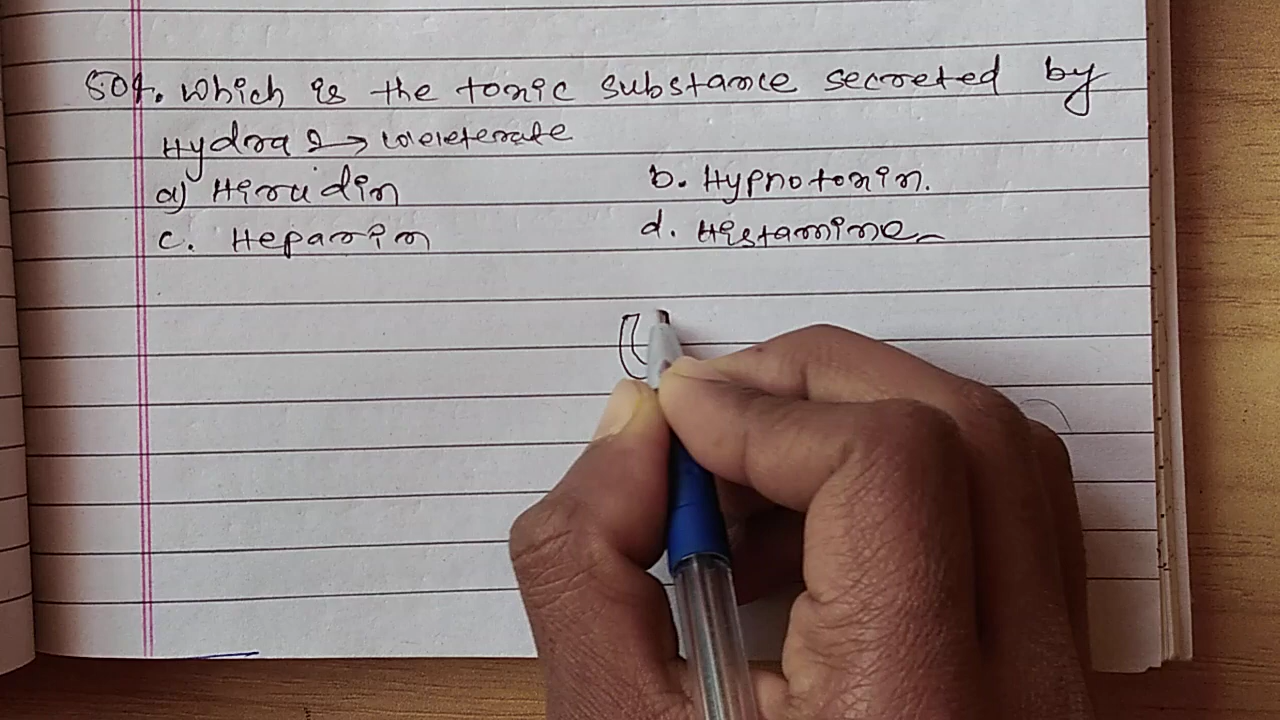 504. Which is the toxic substance secreted by
Hydra ? → Coelenterate
a) Hirudin b. Hypnotoxin.
c. Heparin d. Histamine